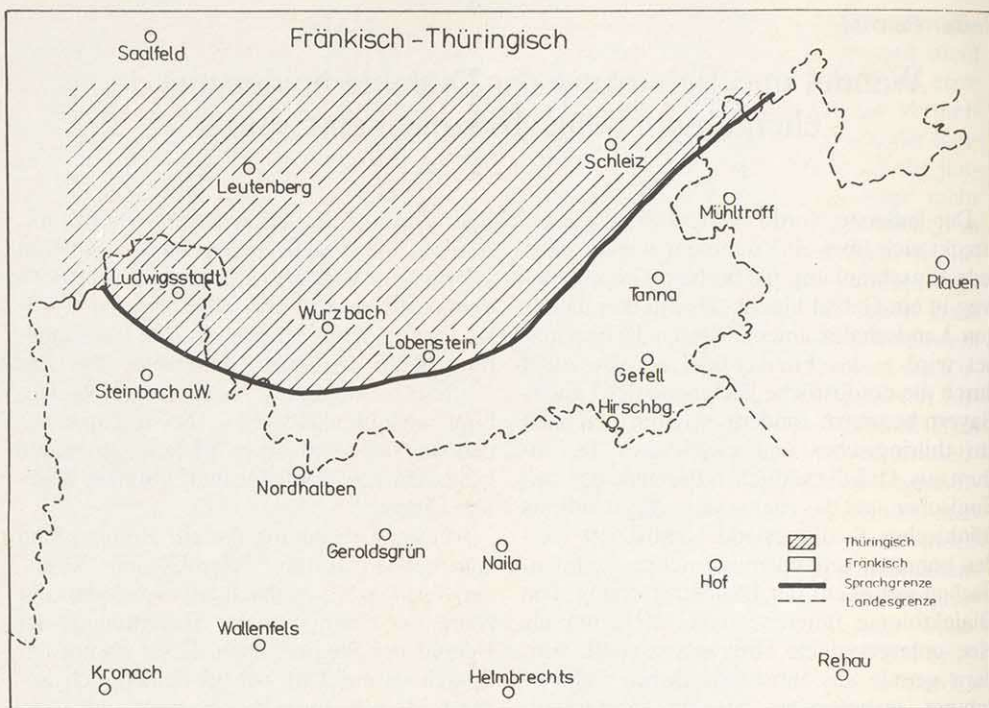 Fränkisch-Thüringisch
Saalfeld
Schleiz
Leutenberg
Mühltroff
Plauen
Ludwigsstadt
Tanna
Wurzbach
Lobenstein
Gefell
Steinbach a.W.
Hirschbg.
Nordhalben
Geroldsgrün
Naila
Hof
Thüringisch
Fränkisch
Sprachgrenze
Landesgrenze
Wallenfels
Kronach
Helmbrechts
Rehau